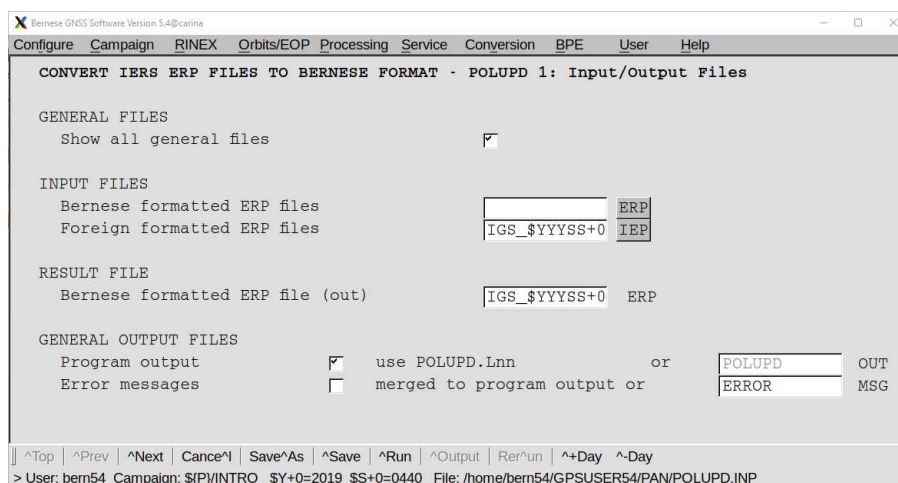 Bernese GNSS Software Version 5.4@carina
Configure Campaign RINEX Orbits/EOP Processing Service Conversion BPE User Help
CONVERT IERS ERP FILES TO BERNESE FORMAT - POLUPD 1: Input/Output Files
GENERAL FILES
Show all general files
INPUT FILES
Bernese formatted ERP files ERP
Foreign formatted ERP files IGS_$YYYSS+0 IEP
RESULT FILE
Bernese formatted ERP file (out) IGS_$YYYSS+0 ERP
GENERAL OUTPUT FILES
Program output use POLUPD.Lnn or POLUPD OUT
Error messages merged to program output or ERROR MSG
^Top | ^Prev | ^Next | Cance^l | Save^As | ^Save | ^Run | ^Output | Rer^un | ^+Day ^-Day
> User: bern54 Campaign: ${P}/INTRO $Y+0=2019 $S+0=0440 File: /home/bern54/GPSUSER54/PAN/POLUPD.INP